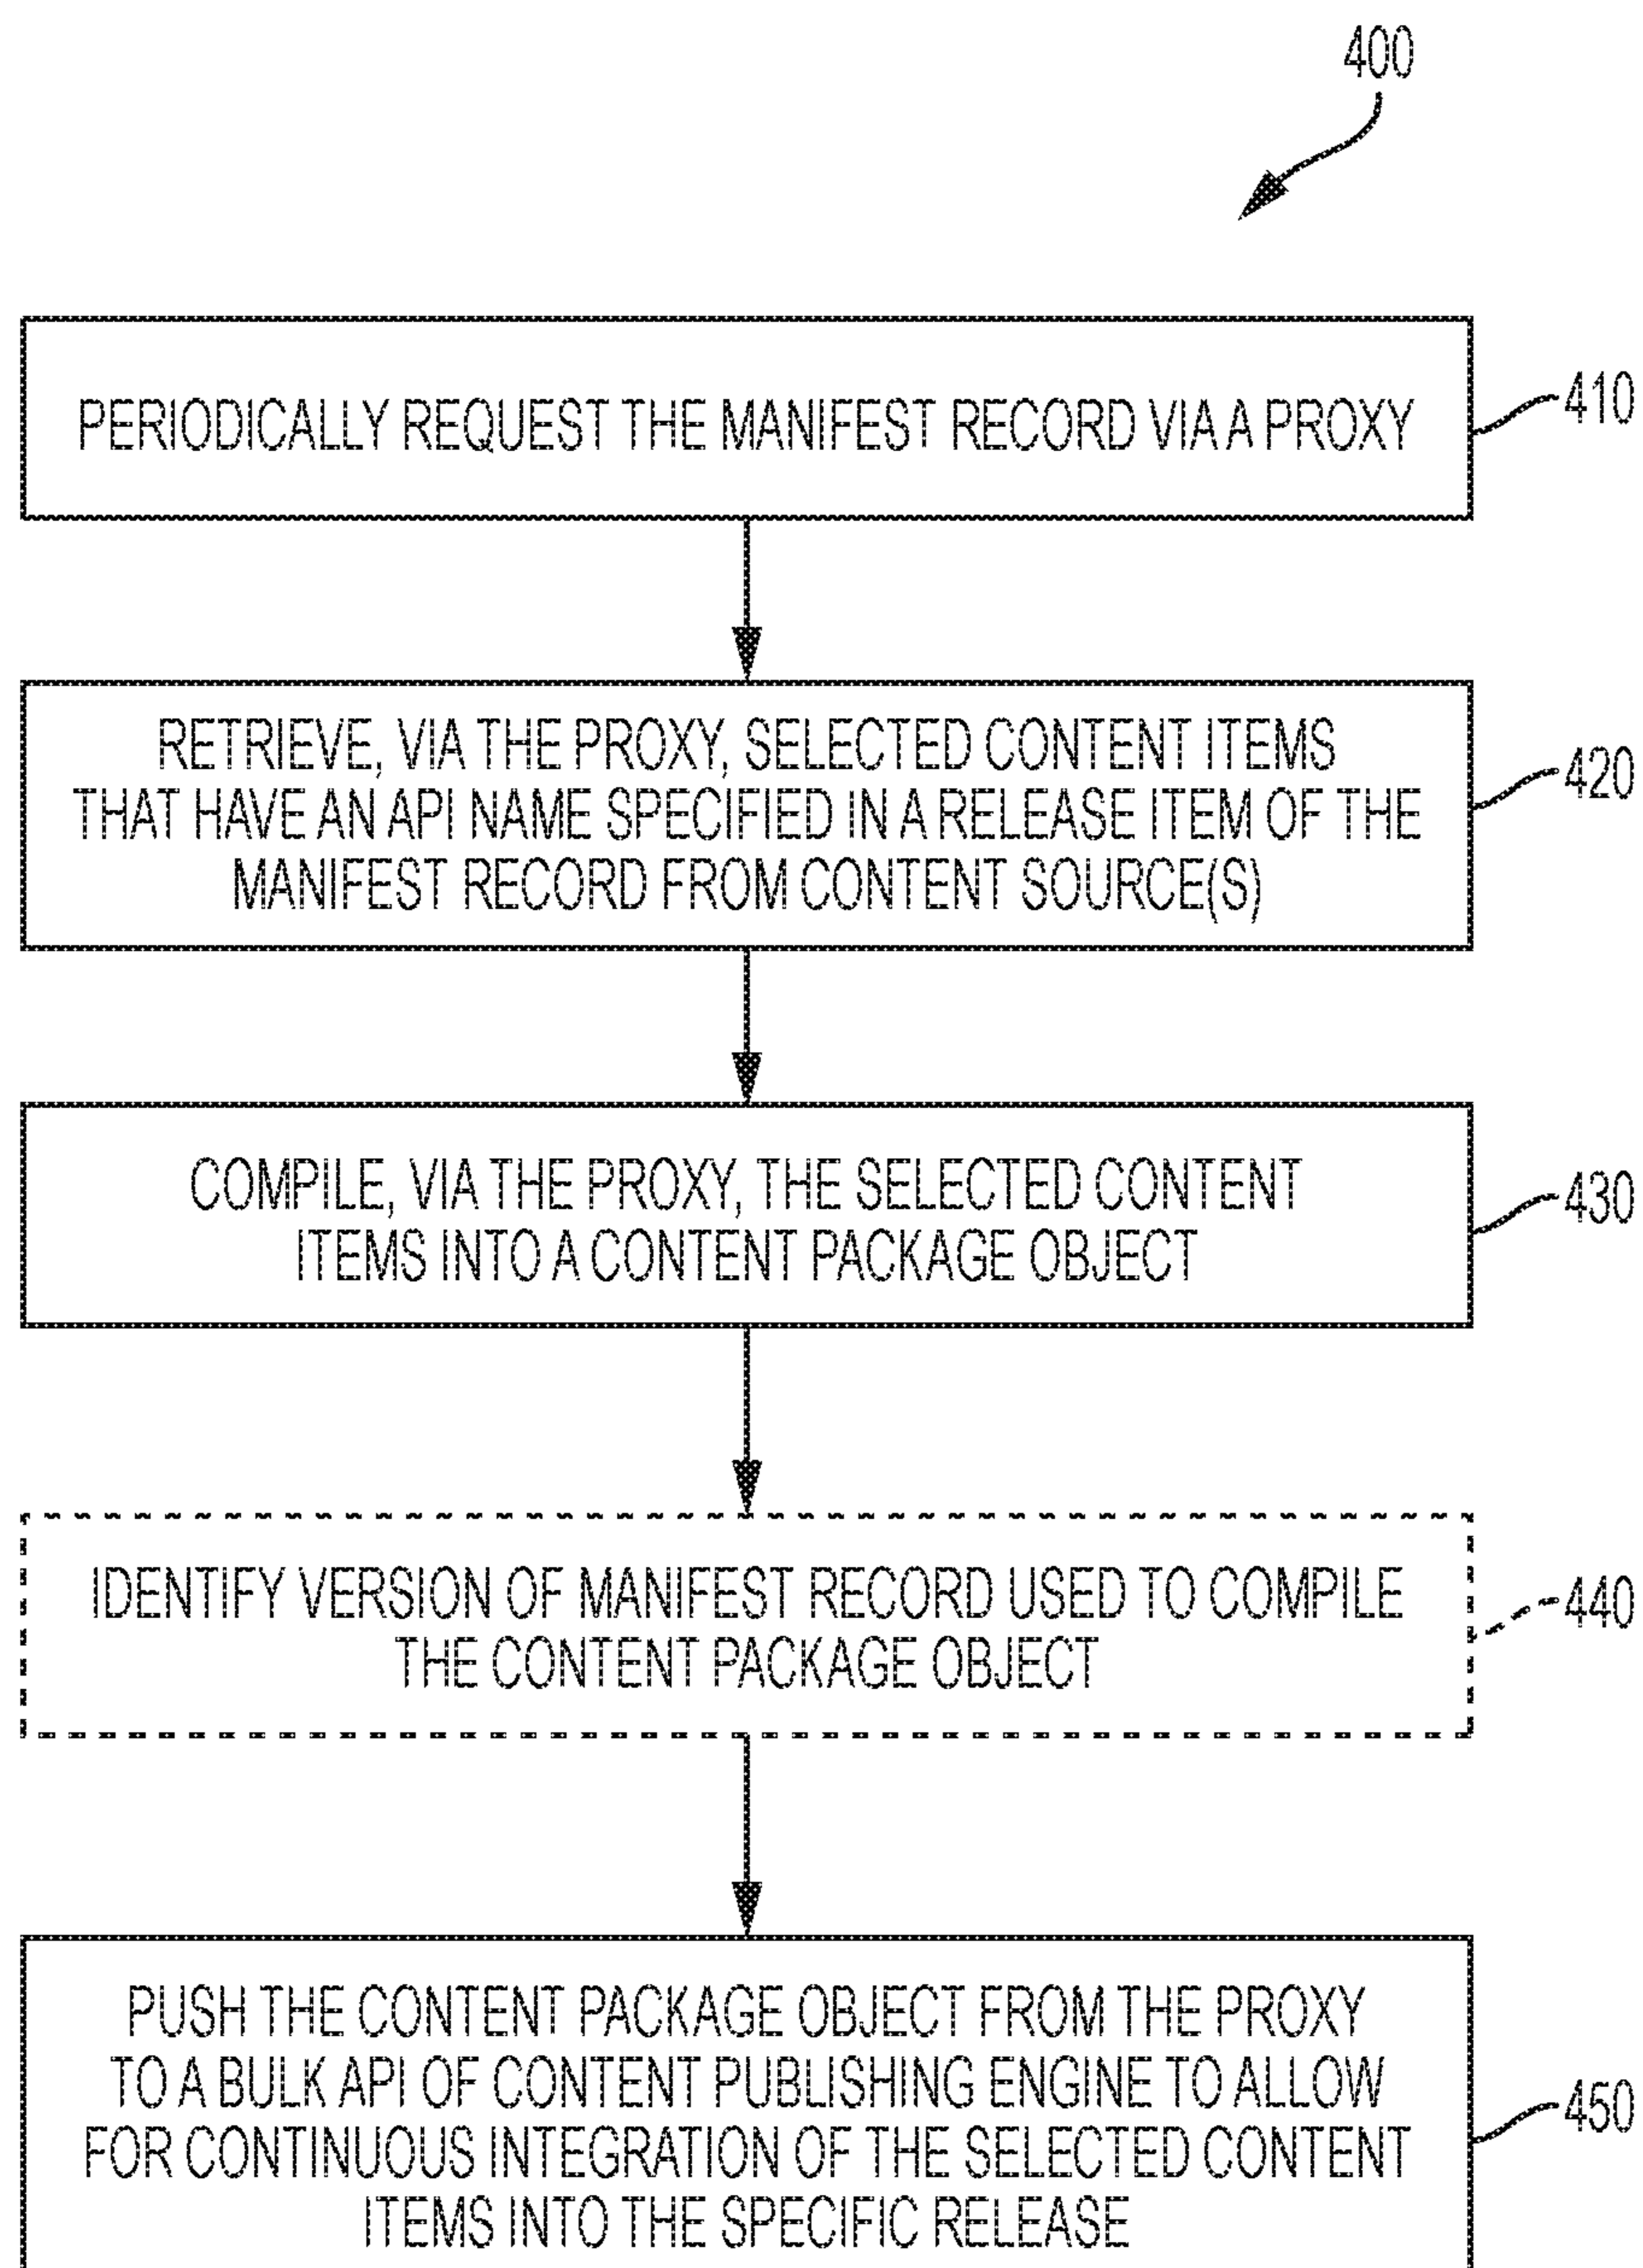 400
PERIODICALLY REQUEST THE MANIFEST RECORD VIA A PROXY
410
RETRIEVE, VIA THE PROXY, SELECTED CONTENT ITEMS
THAT HAVE AN API NAME SPECIFIED IN A RELEASE ITEM OF THE
MANIFEST RECORD FROM CONTENT SOURCE(S)
420
COMPILE, VIA THE PROXY, THE SELECTED CONTENT
ITEMS INTO A CONTENT PACKAGE OBJECT
430
IDENTIFY VERSION OF MANIFEST RECORD USED TO COMPILE
THE CONTENT PACKAGE OBJECT
440
PUSH THE CONTENT PACKAGE OBJECT FROM THE PROXY
TO A BULK API OF CONTENT PUBLISHING ENGINE TO ALLOW
FOR CONTINUOUS INTEGRATION OF THE SELECTED CONTENT
ITEMS INTO THE SPECIFIC RELEASE
450